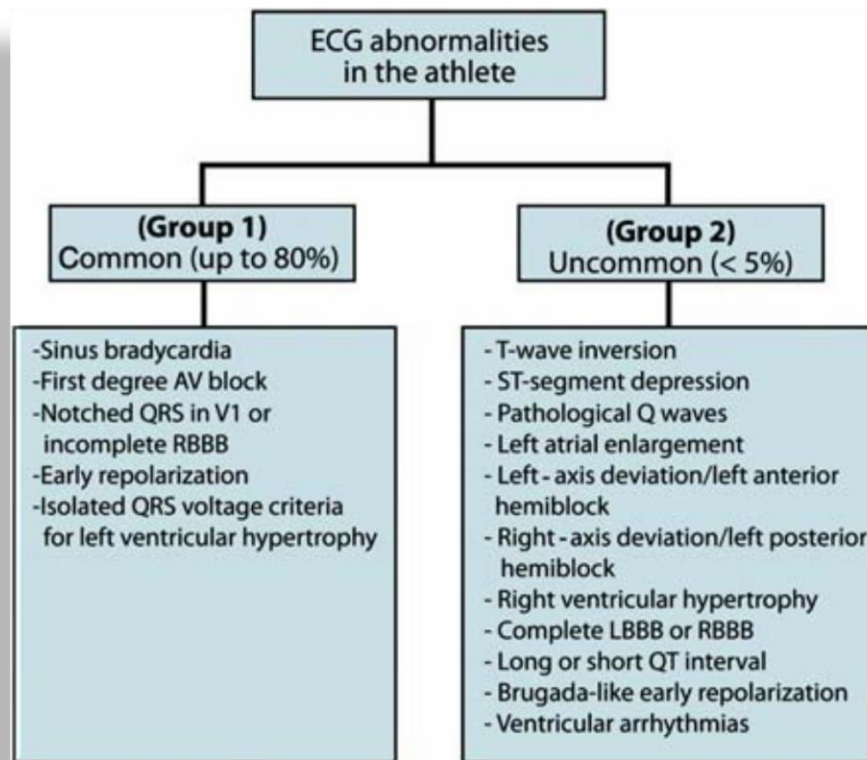 ECG abnormalities
in the athlete
(Group 1)
Common (up to 80%)
-Sinus bradycardia
-First degree AV block
-Notched QRS in V1 or
incomplete RBBB
-Early repolarization
-Isolated QRS voltage criteria
for left ventricular hypertrophy
(Group 2)
Uncommon (< 5%)
- T-wave inversion
- ST-segment depression
- Pathological Q waves
- Left atrial enlargement
- Left - axis deviation/left anterior
hemiblock
- Right - axis deviation/left posterior
hemiblock
- Right ventricular hypertrophy
- Complete LBBB or RBBB
- Long or short QT interval
- Brugada-like early repolarization
- Ventricular arrhythmias